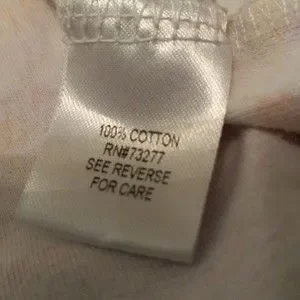 100% COTTON
RN#73277
SEE REVERSE
FOR CARE